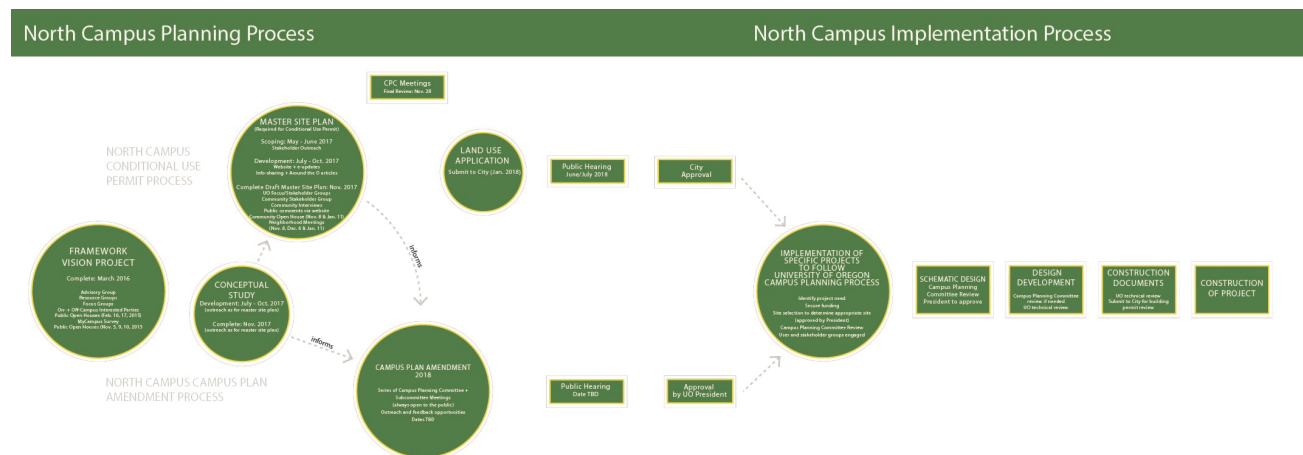 North Campus Planning Process
North Campus Implementation Process
CPC Meetings
Final Review: Nov. 28
NORTH CAMPUS
CONDITIONAL USE
PERMIT PROCESS
MASTER SITE PLAN
(Required for Conditional Use Permit)
Scoping: May - June 2017
Stakeholder Outreach
Development: July - Oct. 2017
Website + e-updates
Info-sharing + Around the O articles
Complete Draft Master Site Plan: Nov. 2017
UO Focus/Stakeholder Groups
Community Stakeholder Group
Community Interviews
Public comments via website
Community Open House (Nov. 8 & Jan. 11)
Neighborhood Meetings
(Nov. 8, Dec. 6 & Jan. 11)
LAND USE
APPLICATION
Submit to City (Jan. 2018)
Public Hearing
June/July 2018
City
Approval
FRAMEWORK
VISION PROJECT
Complete: March 2016
Advisory Group
Resource Groups
Focus Groups
On- + Off-Campus Interested Parties
Public Open Houses (Feb. 16, 17, 2015)
MyCampus Survey
Public Open Houses (Nov. 5, 9, 10, 2015
CONCEPTUAL
STUDY
Development: July - Oct. 2017
(outreach as for master site plan)
Complete: Nov. 2017
(outreach as for master site plan)
informs
informs
CAMPUS PLAN AMENDMENT
2018
Series of Campus Planning Committee +
Subcommittee Meetings
(always open to the public)
Outreach and feedback opportunities
Dates TBD
NORTH CAMPUS CAMPUS PLAN
AMENDMENT PROCESS
Public Hearing
Date TBD
Approval
by UO President
IMPLEMENTATION OF
SPECIFIC PROJECTS
TO FOLLOW
UNIVERSITY OF OREGON
CAMPUS PLANNING PROCESS
Identify project need
Secure funding
Site selection to determine appropriate site
(approved by President)
Campus Planning Committee Review
User and stakeholder groups engaged
SCHEMATIC DESIGN
Campus Planning
Committee Review
President to approve
DESIGN
DEVELOPMENT
Campus Planning Committee
review if needed
UO technical review
CONSTRUCTION
DOCUMENTS
UO technical review
Submit to City for building
permit review
CONSTRUCTION
OF PROJECT